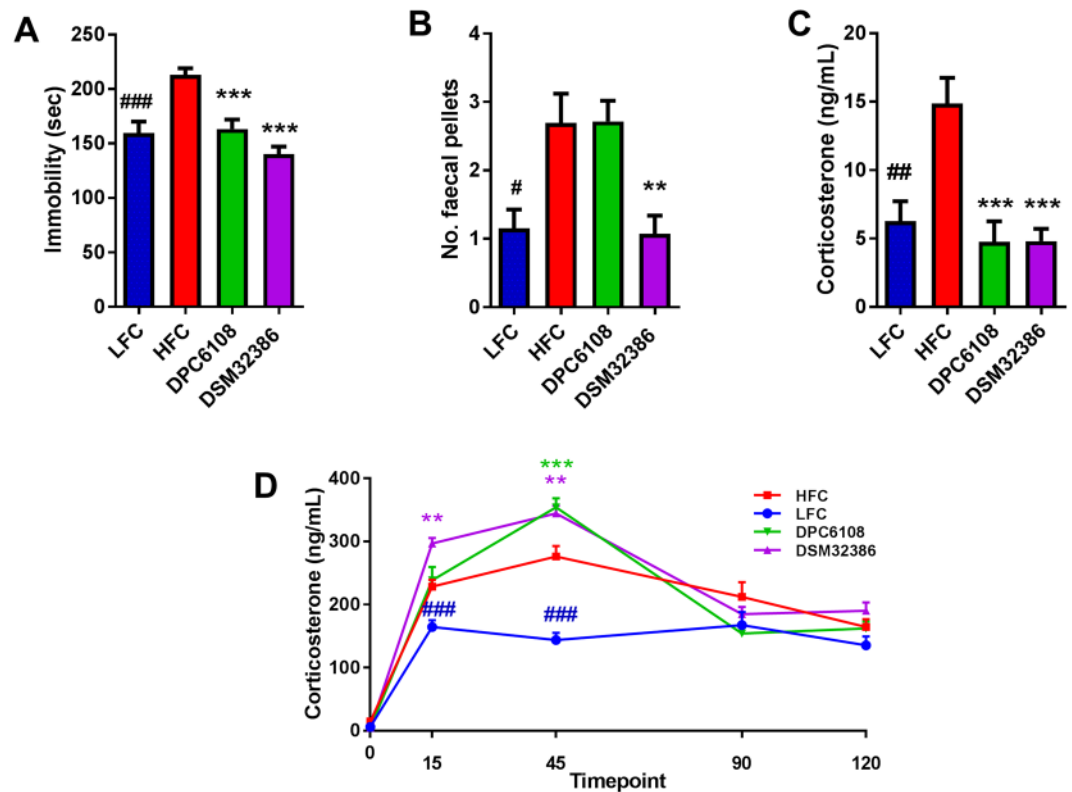 A
Immobility (sec)
250
200
150
100
50
0
###
***
***
LFC
HFC
DPC6108
DSM32386
B
No. faecal pellets
4
3
2
1
0
#
**
LFC
HFC
DPC6108
DSM32386
C
Corticosterone (ng/mL)
20
15
10
5
0
##
***
***
LFC
HFC
DPC6108
DSM32386
D
Corticosterone (ng/mL)
400
300
200
100
0
**
###
***
**
###
HFC
LFC
DPC6108
DSM32386
0
15
45
90
120
Timepoint